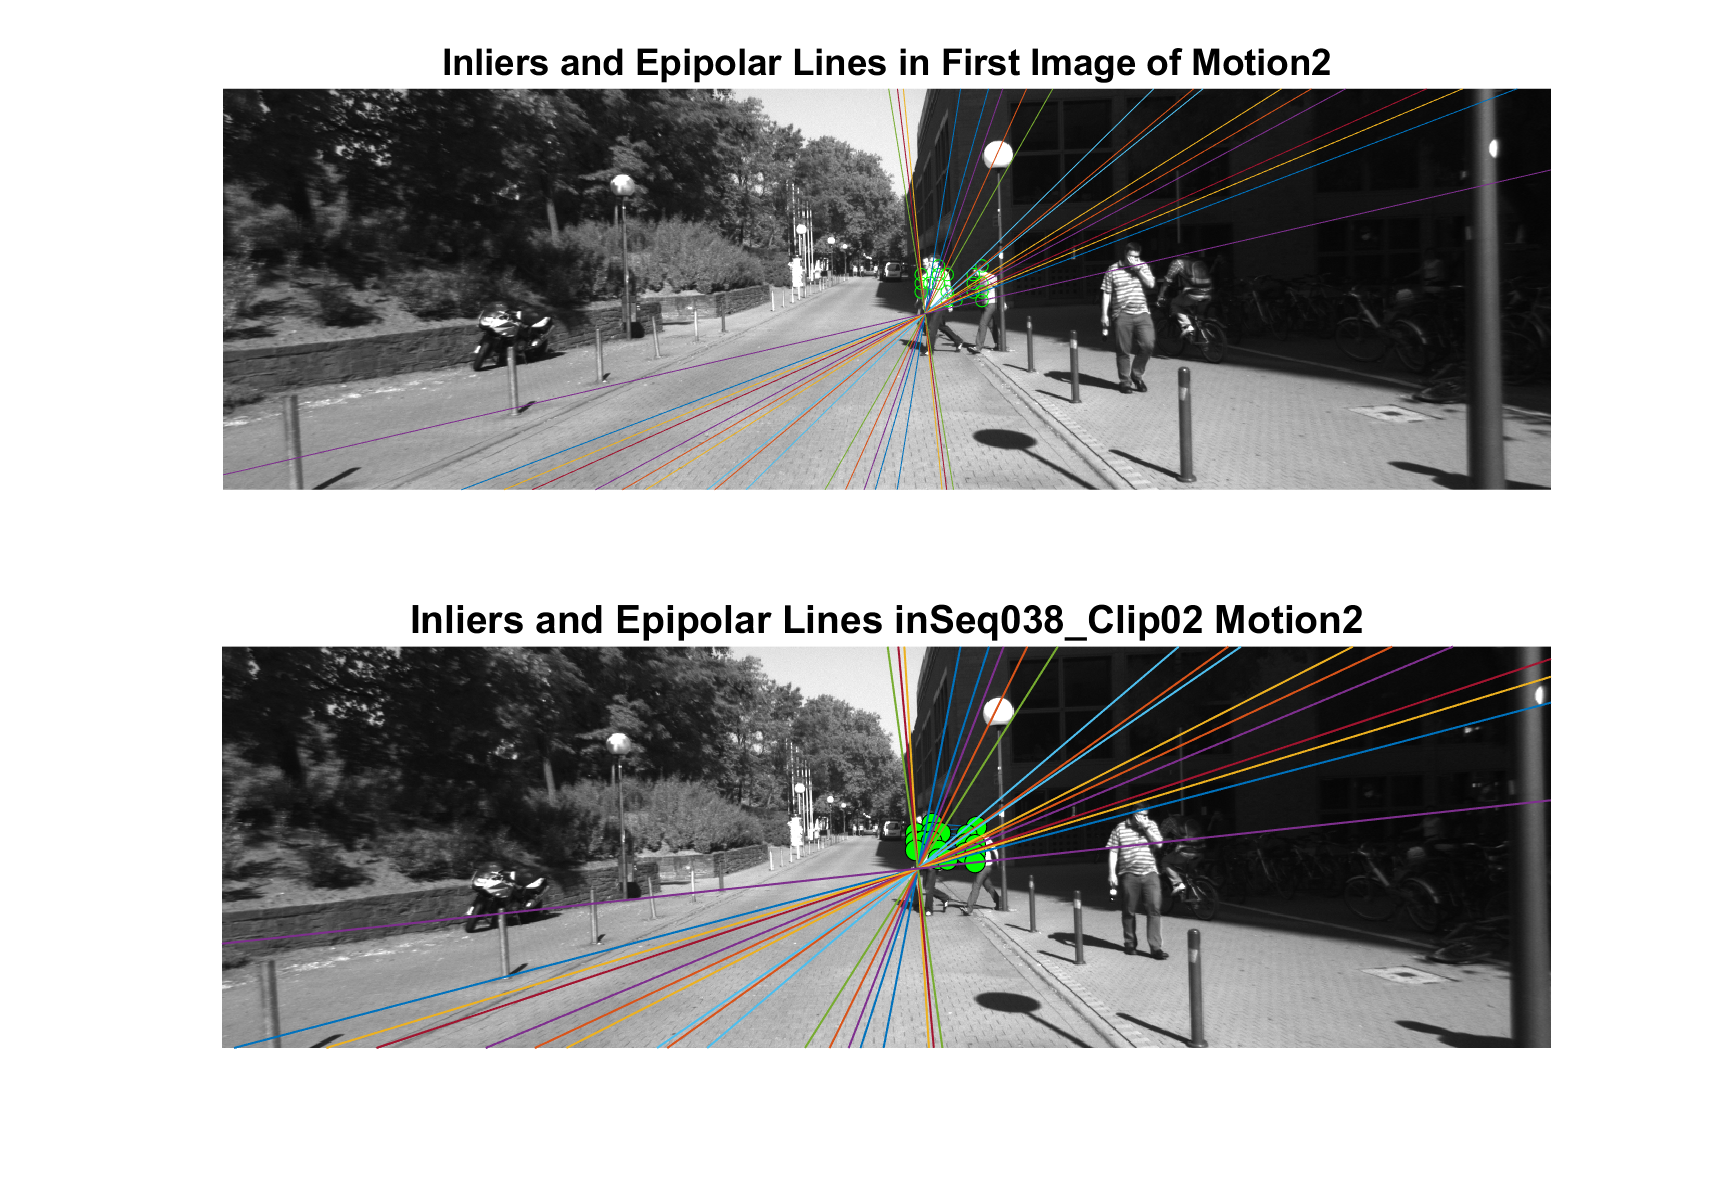 Inliers and Epipolar Lines in First Image of Motion2
Inliers and Epipolar Lines inSeq038_Clip02 Motion2